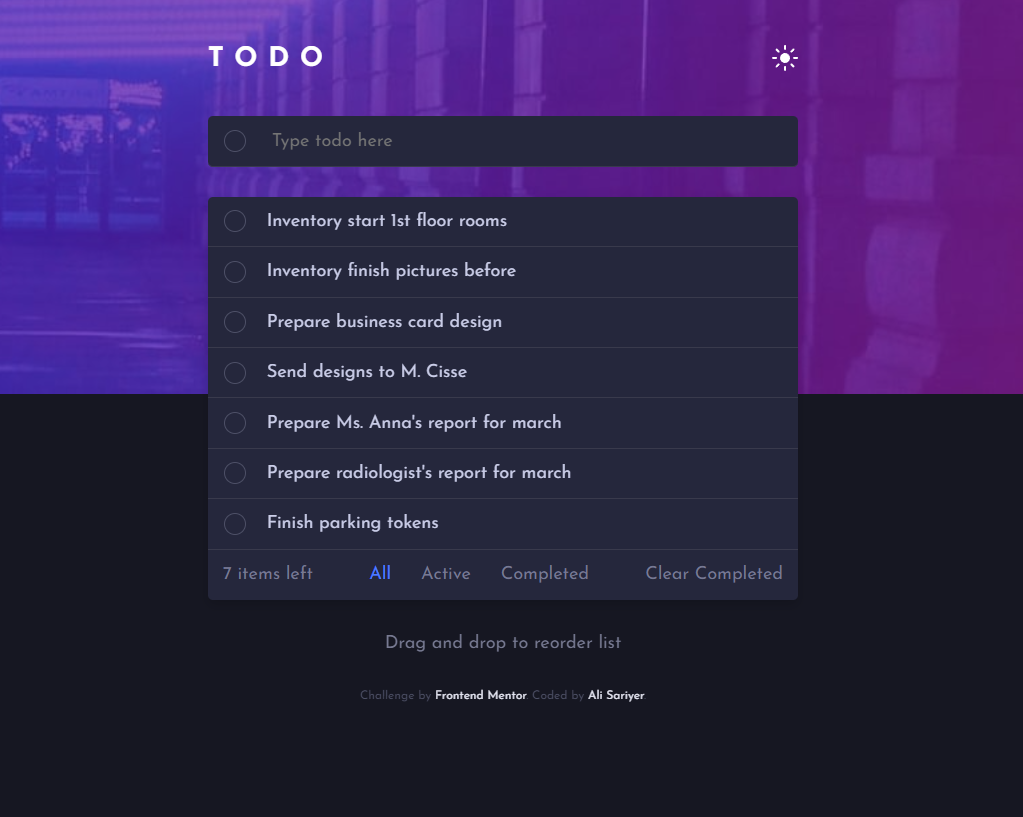 TODO
Type todo here
Inventory start 1st floor rooms
Inventory finish pictures before
Prepare business card design
Send designs to M. Cisse
Prepare Ms. Anna's report for march
Prepare radiologist's report for march
Finish parking tokens
7 items left All Active Completed Clear Completed
Drag and drop to reorder list
Challenge by Frontend Mentor. Coded by Ali Sariyer.